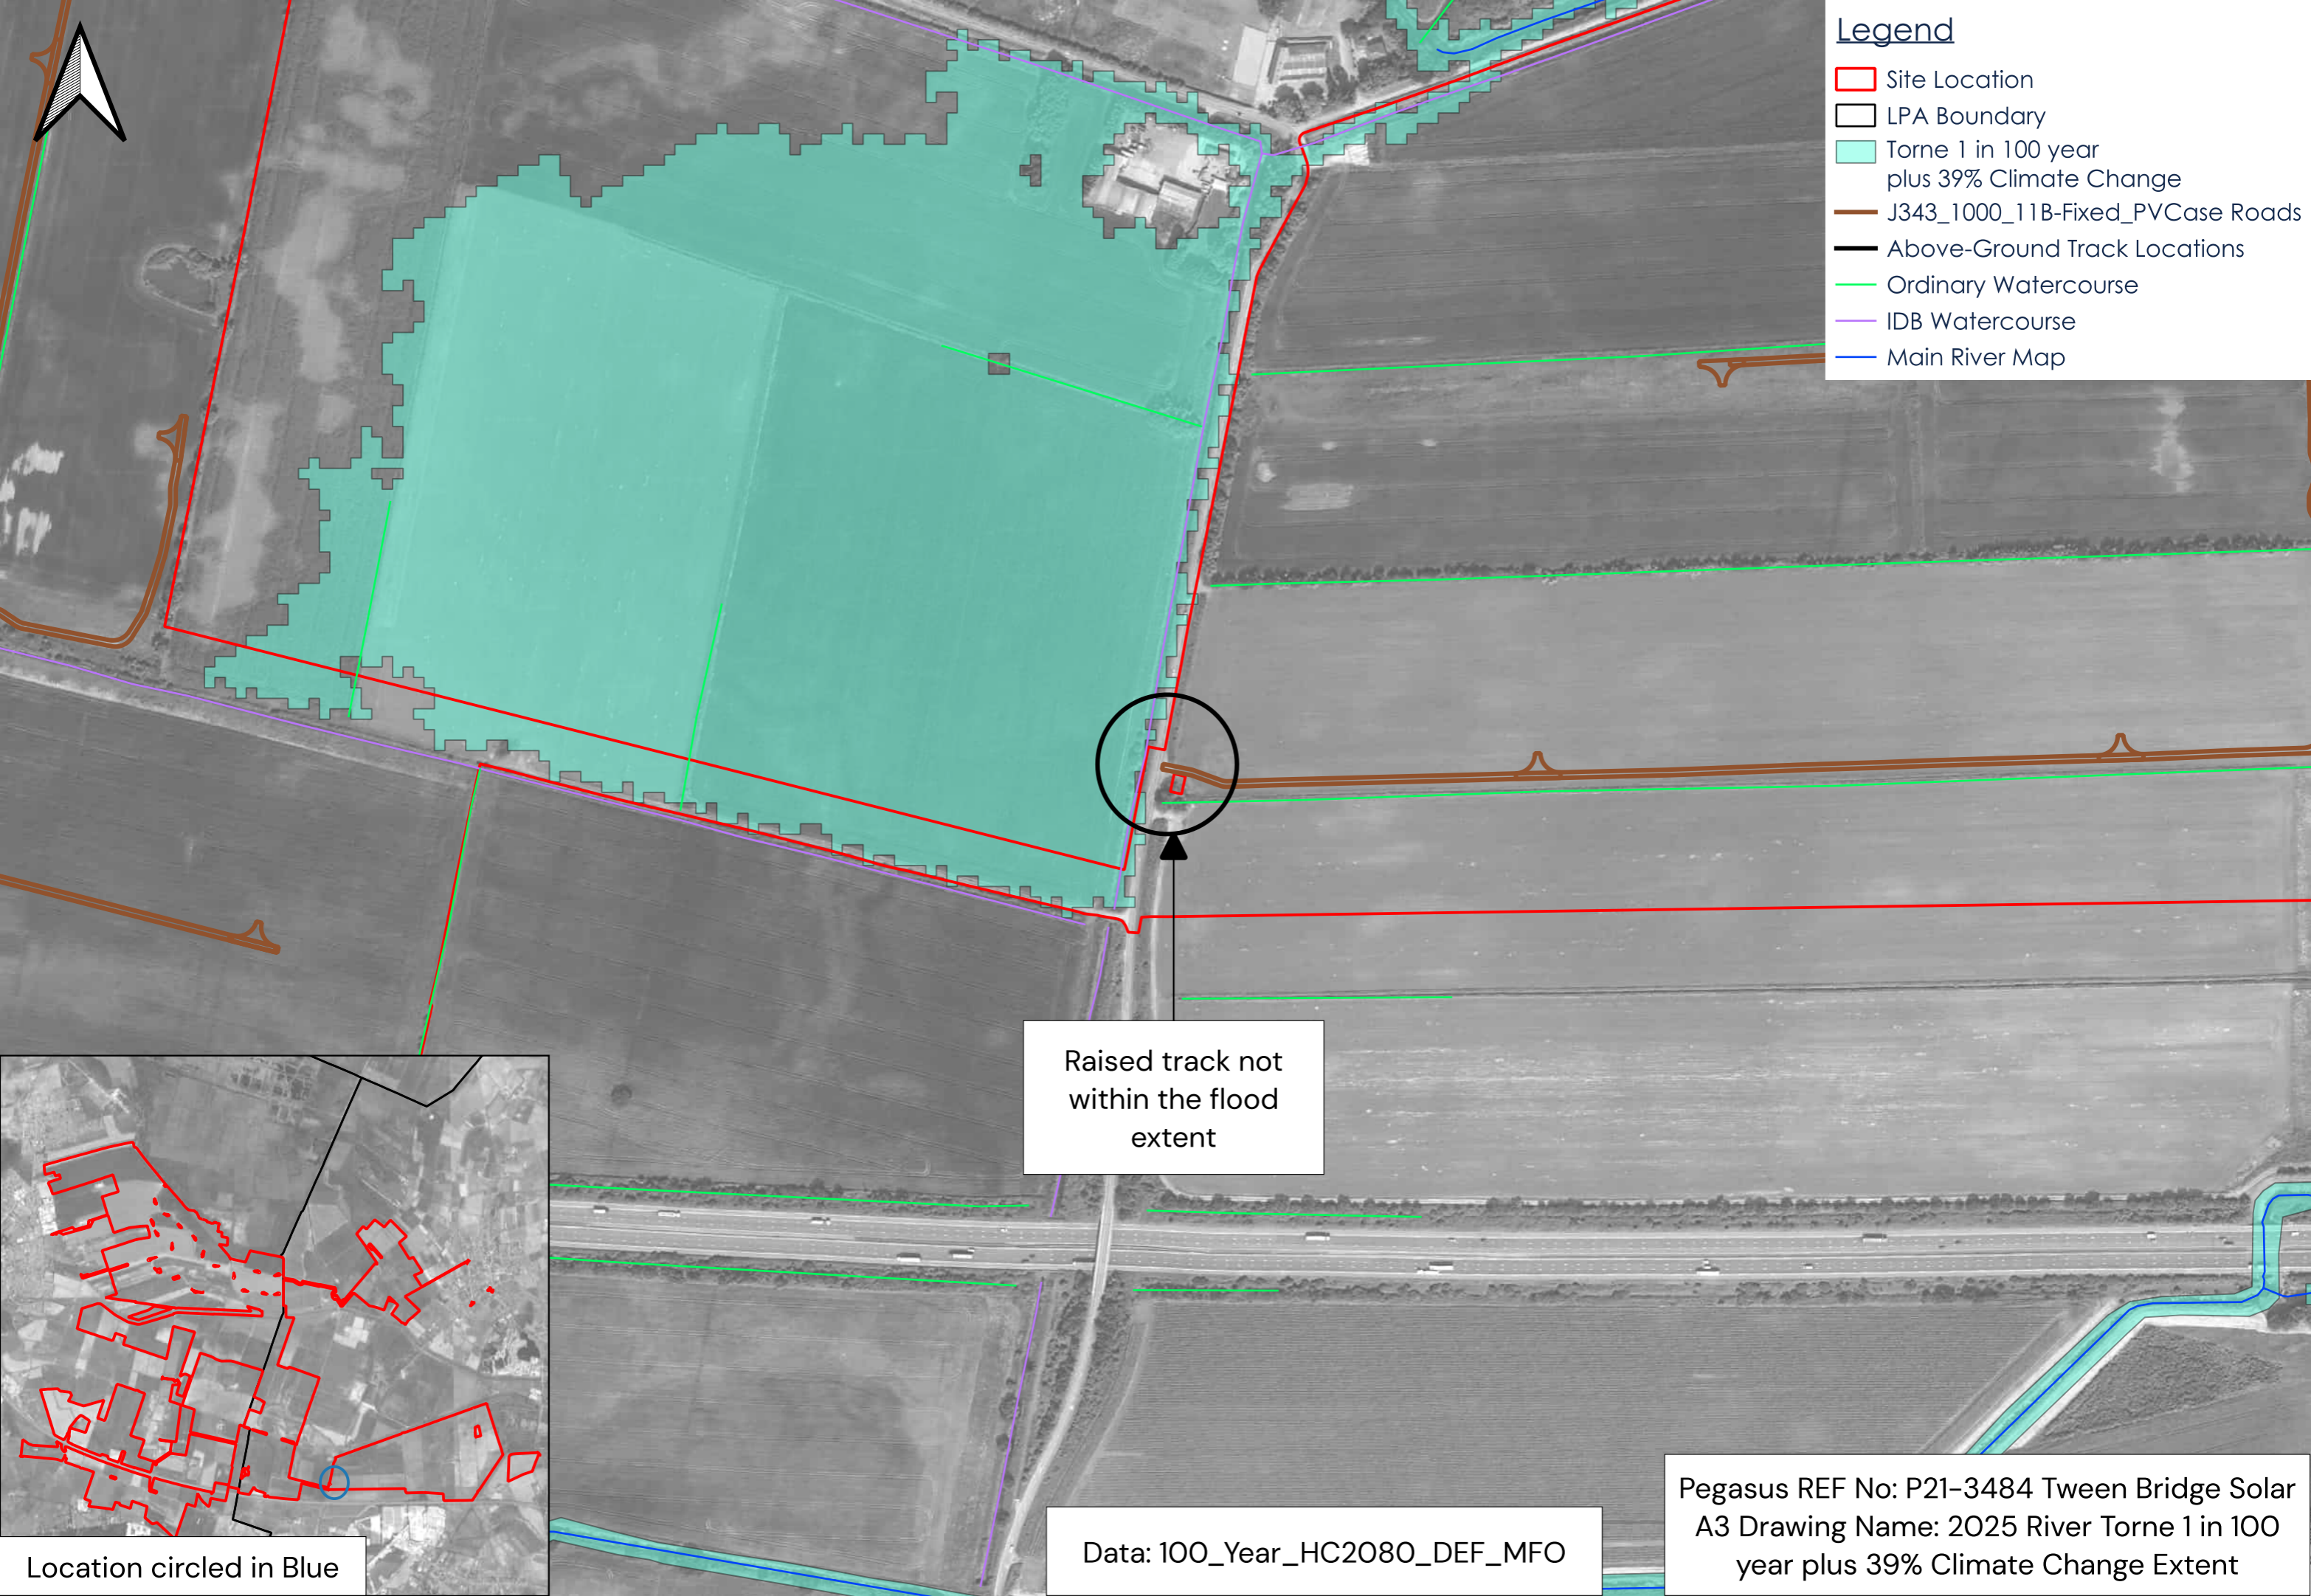 Legend
Site Location
LPA Boundary
Torne 1 in 100 year
plus 39% Climate Change
J343_1000_11B-Fixed_PVCase Roads
Above-Ground Track Locations
Ordinary Watercourse
IDB Watercourse
Main River Map
Raised track not
within the flood
extent
Location circled in Blue
Data: 100_Year_HC2080_DEF_MFO
Pegasus REF No: P21-3484 Tween Bridge Solar
A3 Drawing Name: 2025 River Torne 1 in 100
year plus 39% Climate Change Extent